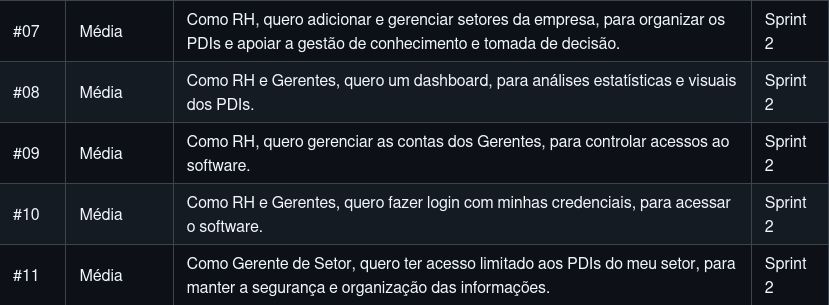 #07 Média Como RH, quero adicionar e gerenciar setores da empresa, para organizar os Sprint
PDIs e apoiar a gestão de conhecimento e tomada de decisão. 2
#08 Média Como RH e Gerentes, quero um dashboard, para análises estatísticas e visuais Sprint
dos PDIs. 2
#09 Média Como RH, quero gerenciar as contas dos Gerentes, para controlar acessos ao Sprint
software. 2
#10 Média Como RH e Gerentes, quero fazer login com minhas credenciais, para acessar Sprint
o software. 2
#11 Média Como Gerente de Setor, quero ter acesso limitado aos PDIs do meu setor, para Sprint
manter a segurança e organização das informações. 2